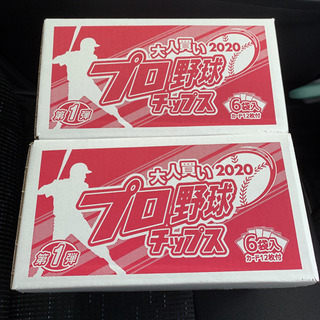 大人買い2020
プロ野球
チップス
第1弾
6袋入
カード12枚付
大人買い2020
プロ野球
チップス
第1弾
6袋入
カード12枚付